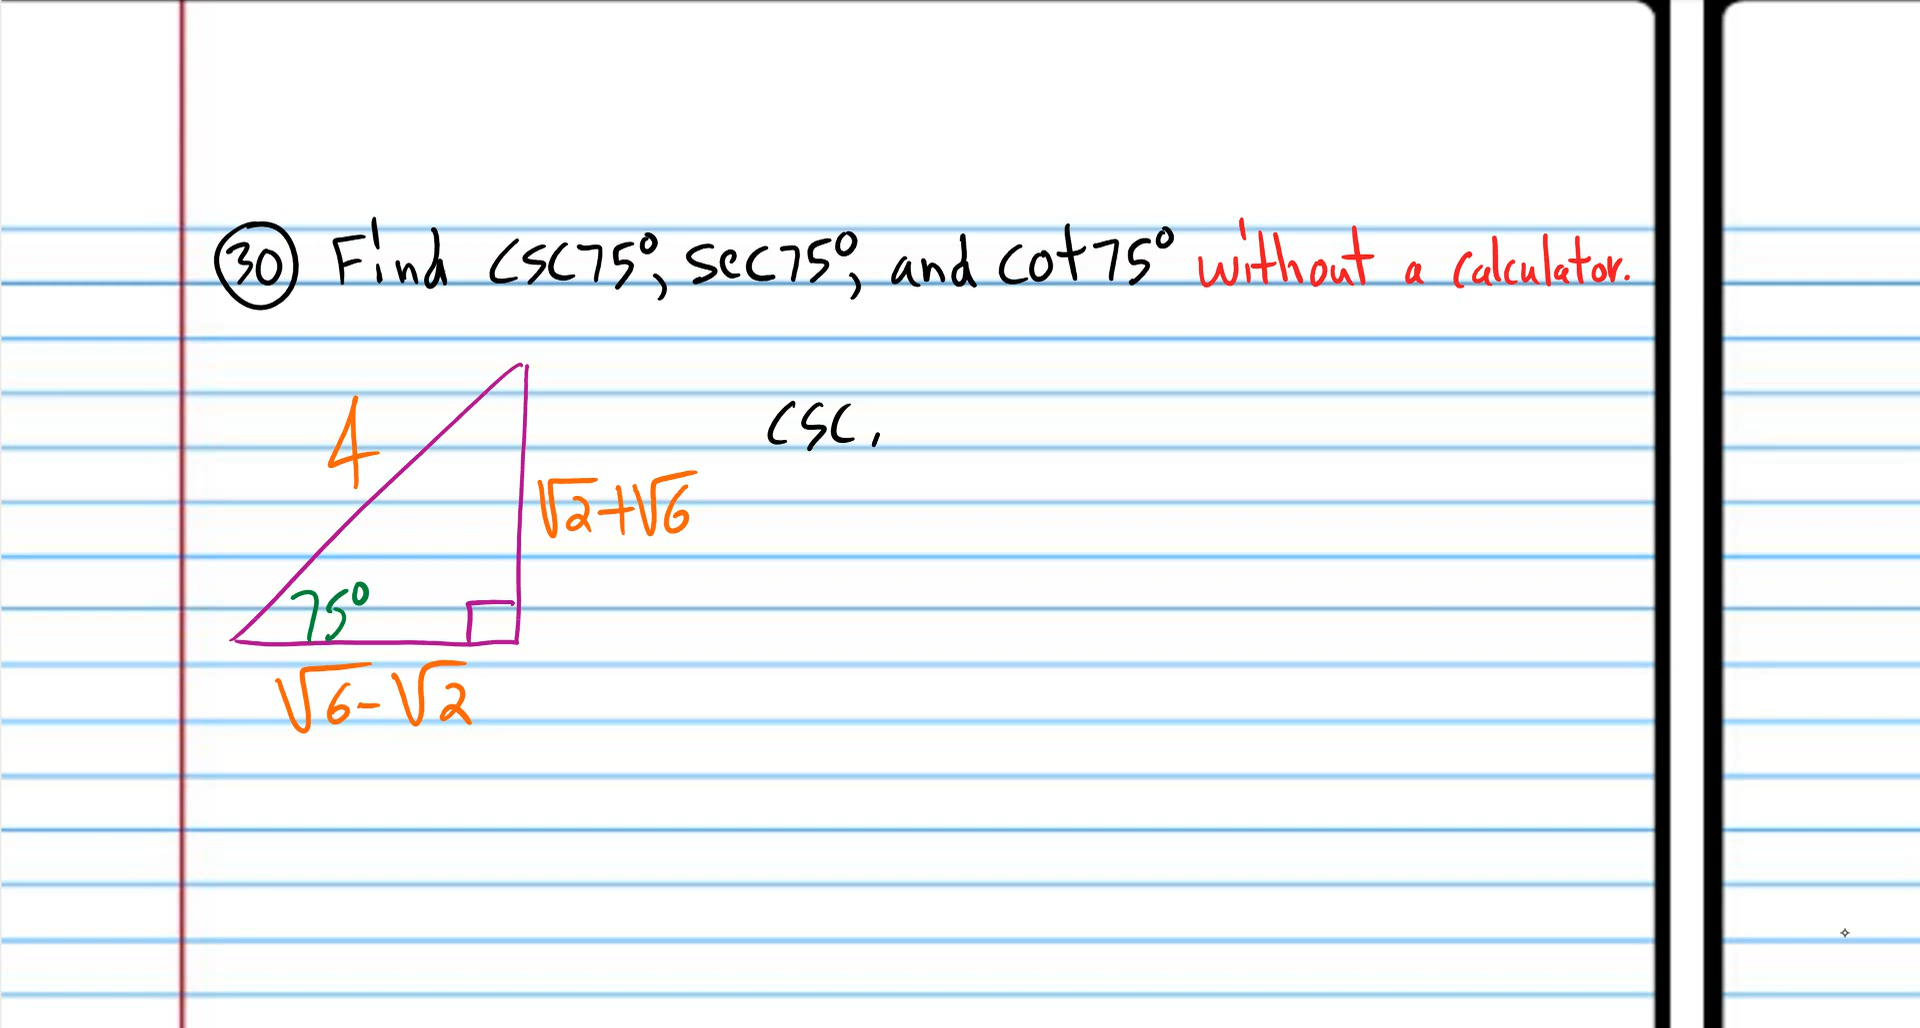 30 Find csc75°, sec75°, and cot75° without a calculator.
4
csc
√2+√6
75°
√6-√2